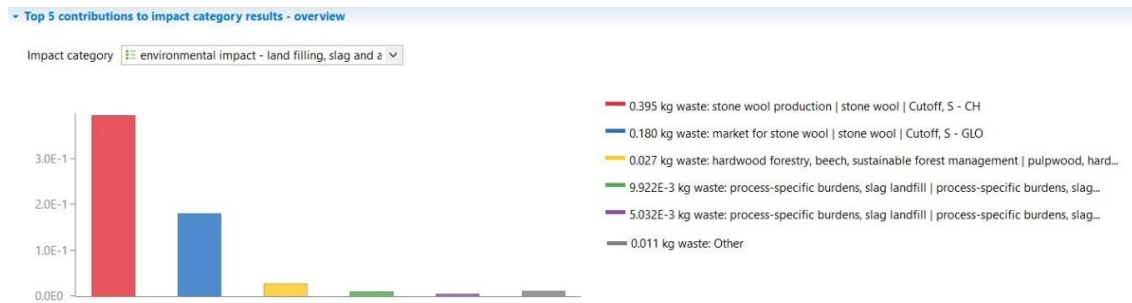 Top 5 contributions to impact category results - overview
Impact category environmental impact - land filling, slag and a
0.395 kg waste: stone wool production | stone wool | Cutoff, S - CH
0.180 kg waste: market for stone wool | stone wool | Cutoff, S - GLO
0.027 kg waste: hardwood forestry, beech, sustainable forest management | pulpwood, hard...
9.922E-3 kg waste: process-specific burdens, slag landfill | process-specific burdens, slag...
5.032E-3 kg waste: process-specific burdens, slag landfill | process-specific burdens, slag...
0.011 kg waste: Other
3.0E-1
2.0E-1
1.0E-1
0.0E0